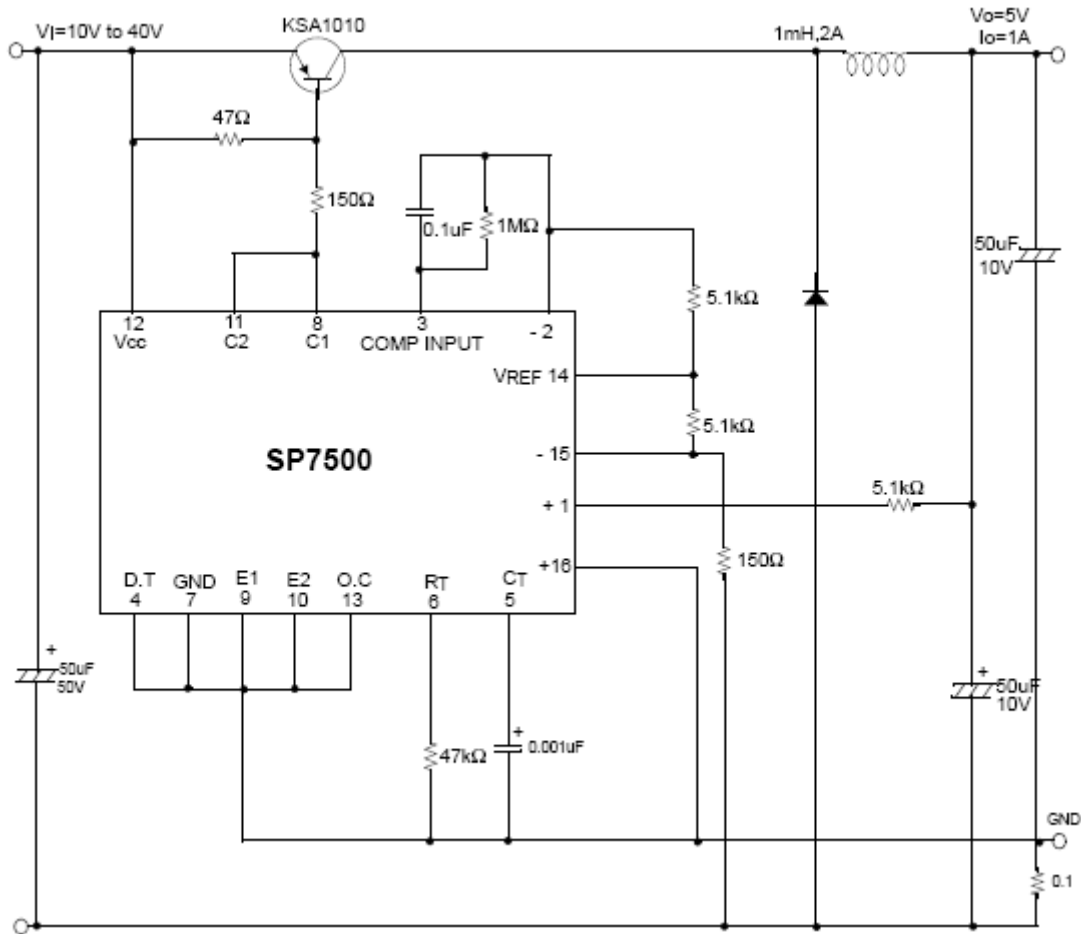 VI=10V to 40V
KSA1010
1mH,2A
Vo=5V
Io=1A
47Ω
150Ω
0.1uF
1MΩ
5.1kΩ
50uF
10V
12
Vcc
11
C2
8
C1
3
COMP INPUT
- 2
VREF 14
5.1kΩ
SP7500
- 15
+ 1
5.1kΩ
+16
150Ω
D.T
4
GND
7
E1
9
E2
10
O.C
13
RT
6
CT
5
+
50uF
50V
+
50uF
10V
47kΩ
+
0.001uF
GND
0.1